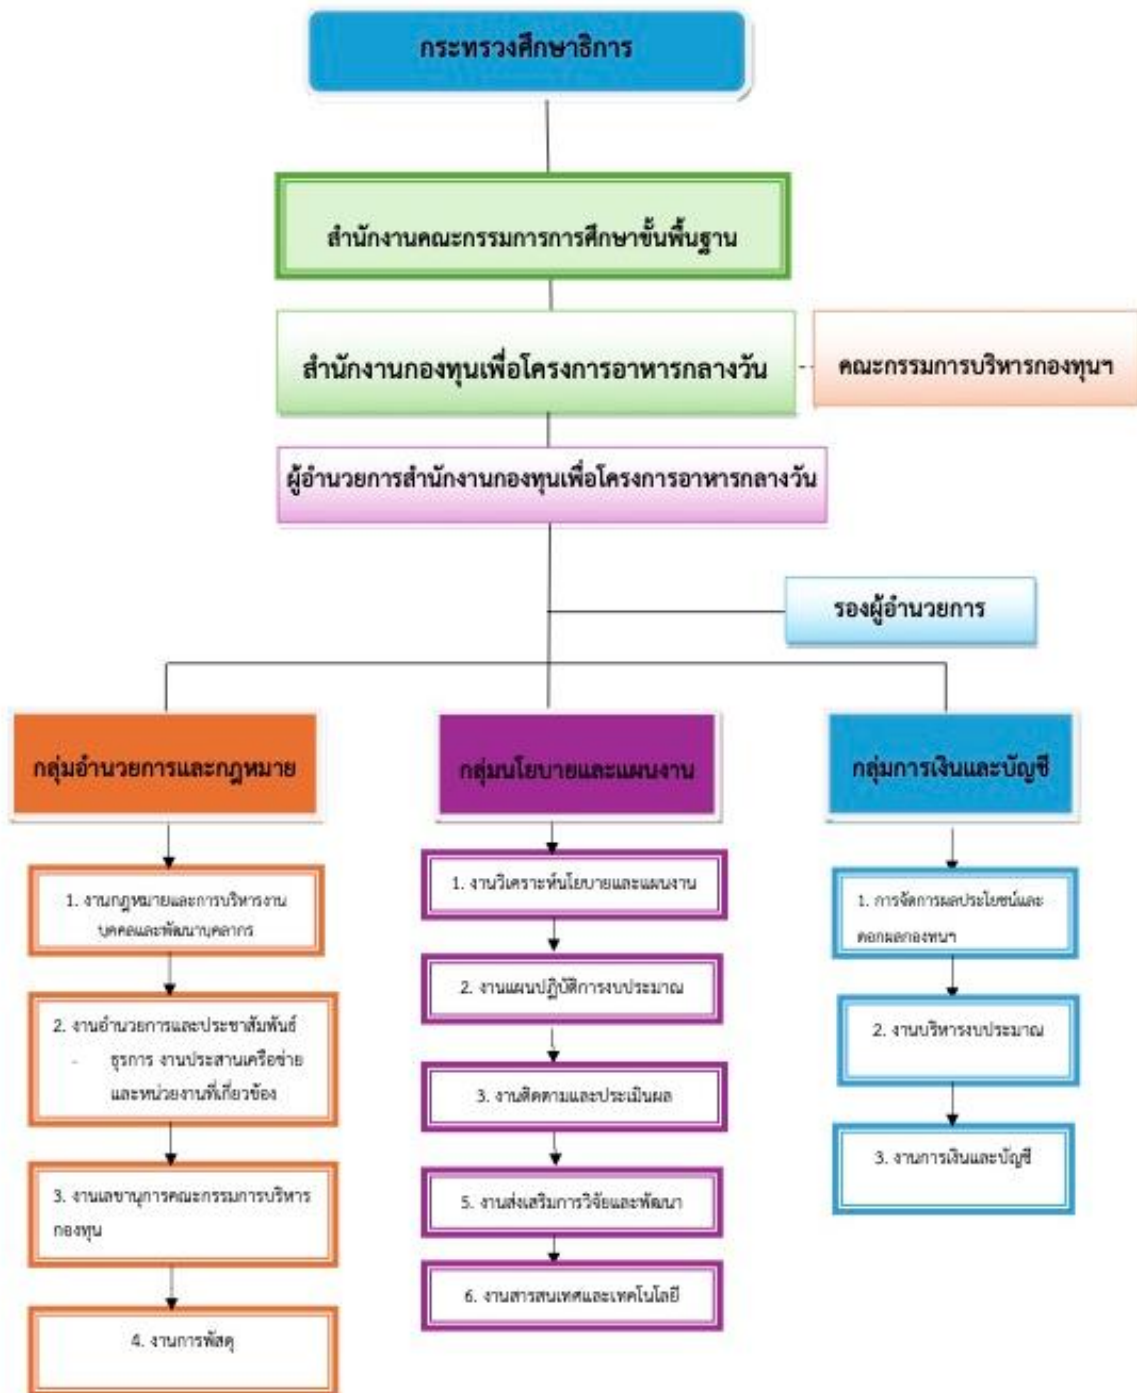 กระทรวงศึกษาธิการ
สำนักงานคณะกรรมการการศึกษาขั้นพื้นฐาน
สำนักงานกองทุนเพื่อโครงการอาหารกลางวัน
คณะกรรมการบริหารกองทุนฯ
ผู้อำนวยการสำนักงานกองทุนเพื่อโครงการอาหารกลางวัน
รองผู้อำนวยการ
กลุ่มอำนวยการและกฎหมาย
1. งานกฎหมายและการบริหารงาน
บุคคลและพัฒนาบุคลากร
2. งานอำนวยการและประชาสัมพันธ์
- ธุรการ งานประสานเครือข่าย
และหน่วยงานที่เกี่ยวข้อง
3. งานเลขานุการคณะกรรมการบริหาร
กองทุน
4. งานการพัสดุ
กลุ่มนโยบายและแผนงาน
1. งานวิเคราะห์นโยบายและแผนงาน
2. งานแผนปฏิบัติการงบประมาณ
3. งานติดตามและประเมินผล
5. งานส่งเสริมการวิจัยและพัฒนา
6. งานสารสนเทศและเทคโนโลยี
กลุ่มการเงินและบัญชี
1. การจัดการผลประโยชน์และ
ดอกผลกองทุนฯ
2. งานบริหารงบประมาณ
3. งานการเงินและบัญชี